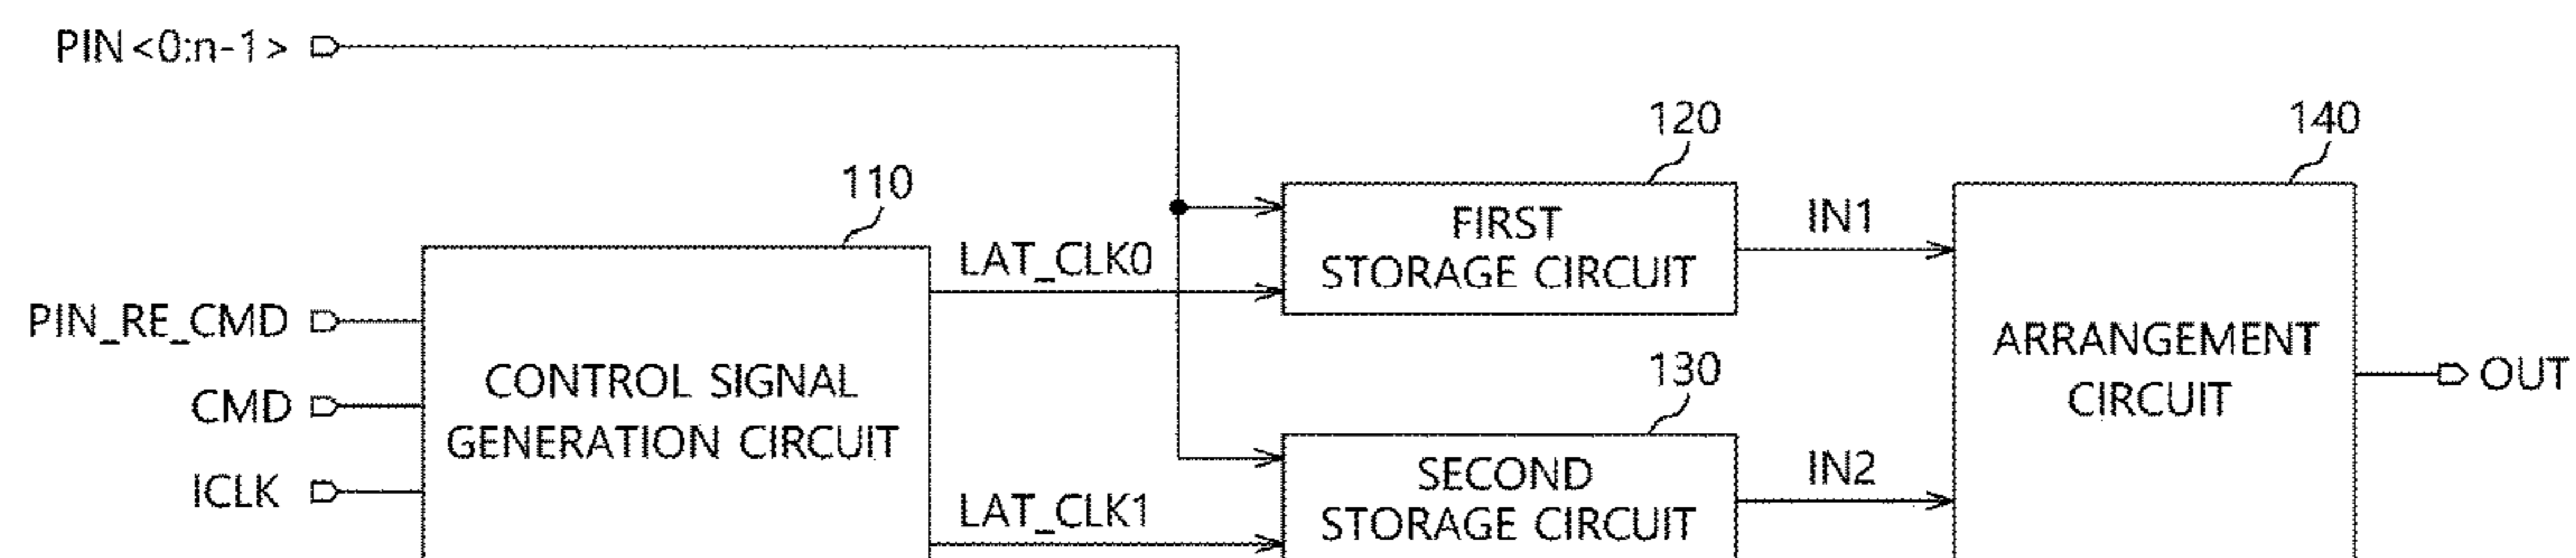 PIN<0:n-1>
120
140
110
FIRST
STORAGE CIRCUIT
IN1
LAT_CLK0
PIN_RE_CMD
CMD
ICLK
CONTROL SIGNAL
GENERATION CIRCUIT
ARRANGEMENT
CIRCUIT
OUT
130
SECOND
STORAGE CIRCUIT
IN2
LAT_CLK1